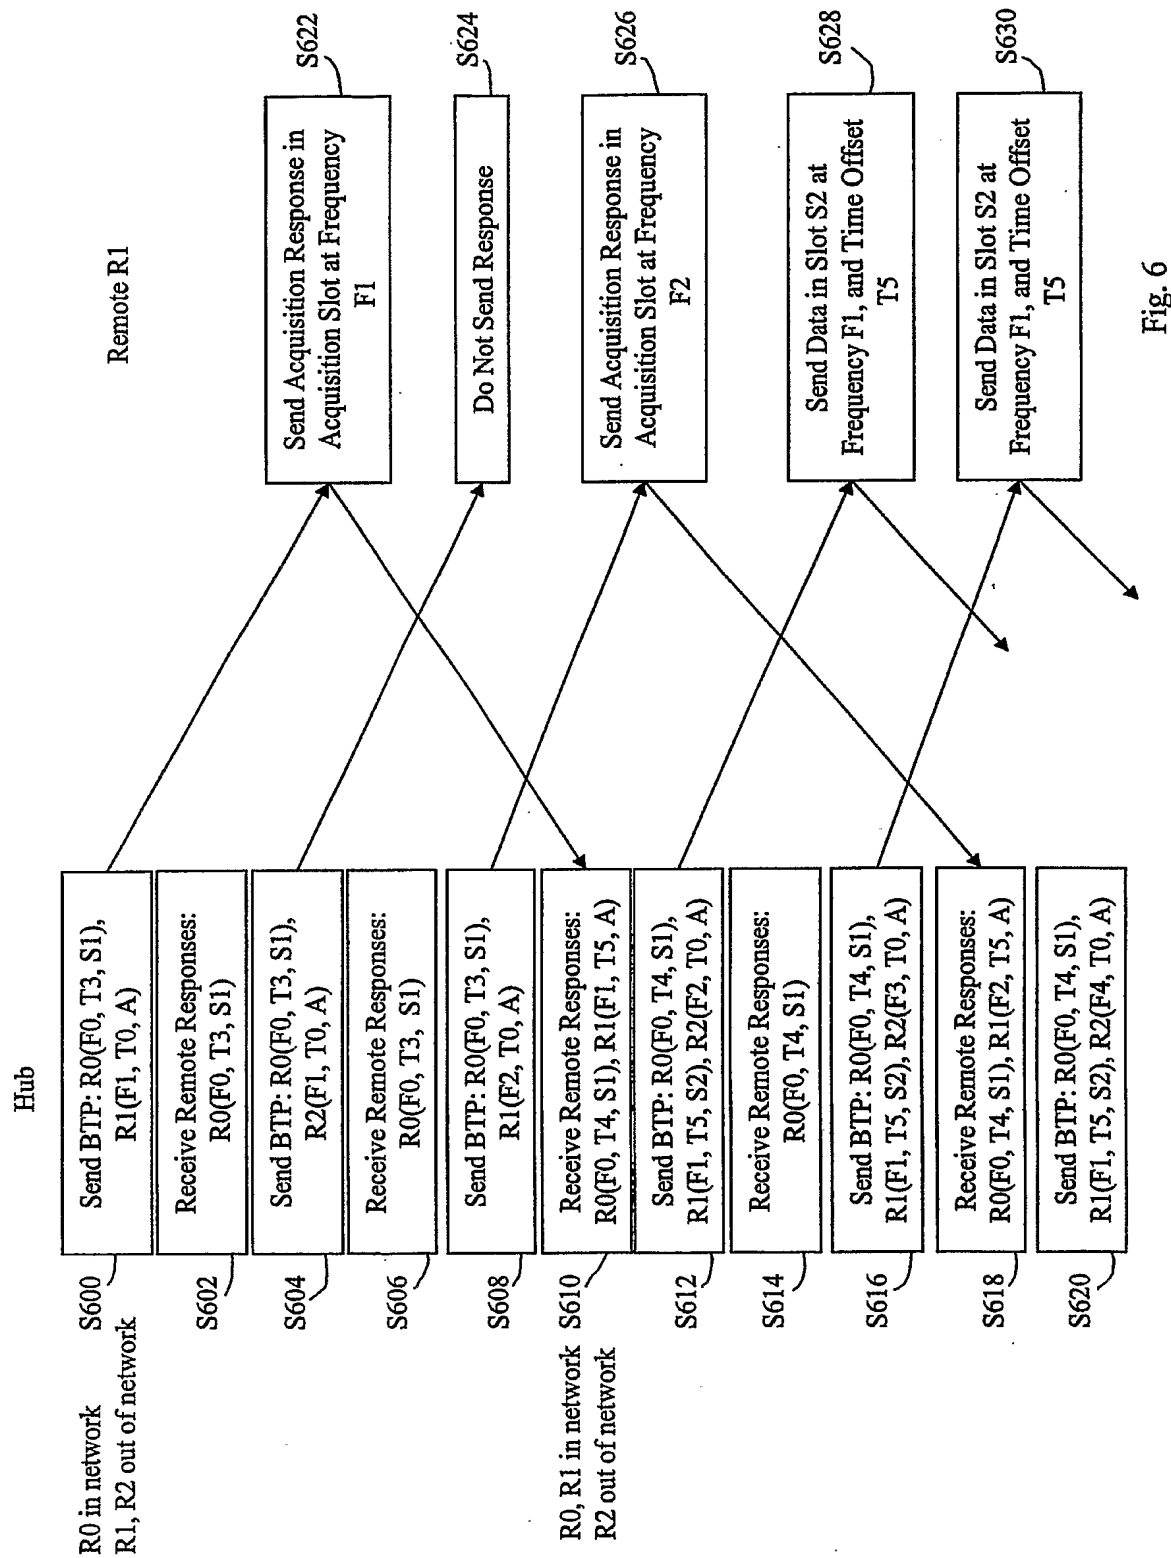 Hub
Remote R1
R0 in network
R1, R2 out of network
S600
Send BTP: R0(F0, T3, S1),
R1(F1, T0, A)
S602
Receive Remote Responses:
R0(F0, T3, S1)
S604
Send BTP: R0(F0, T3, S1),
R2(F1, T0, A)
S606
Receive Remote Responses:
R0(F0, T3, S1)
S608
Send BTP: R0(F0, T3, S1),
R1(F2, T0, A)
R0, R1 in network
R2 out of network
S610
Receive Remote Responses:
R0(F0, T4, S1), R1(F1, T5, A)
S612
Send BTP: R0(F0, T4, S1),
R1(F1, T5, S2), R2(F2, T0, A)
S614
Receive Remote Responses:
R0(F0, T4, S1)
S616
Send BTP: R0(F0, T4, S1),
R1(F1, T5, S2), R2(F3, T0, A)
S618
Receive Remote Responses:
R0(F0, T4, S1), R1(F2, T5, A)
S620
Send BTP: R0(F0, T4, S1),
R1(F1, T5, S2), R2(F4, T0, A)
S622
Send Acquisition Response in
Acquisition Slot at Frequency
F1
S624
Do Not Send Response
S626
Send Acquisition Response in
Acquisition Slot at Frequency
F2
S628
Send Data in Slot S2 at
Frequency F1, and Time Offset
T5
S630
Send Data in Slot S2 at
Frequency F1, and Time Offset
T5
Fig. 6